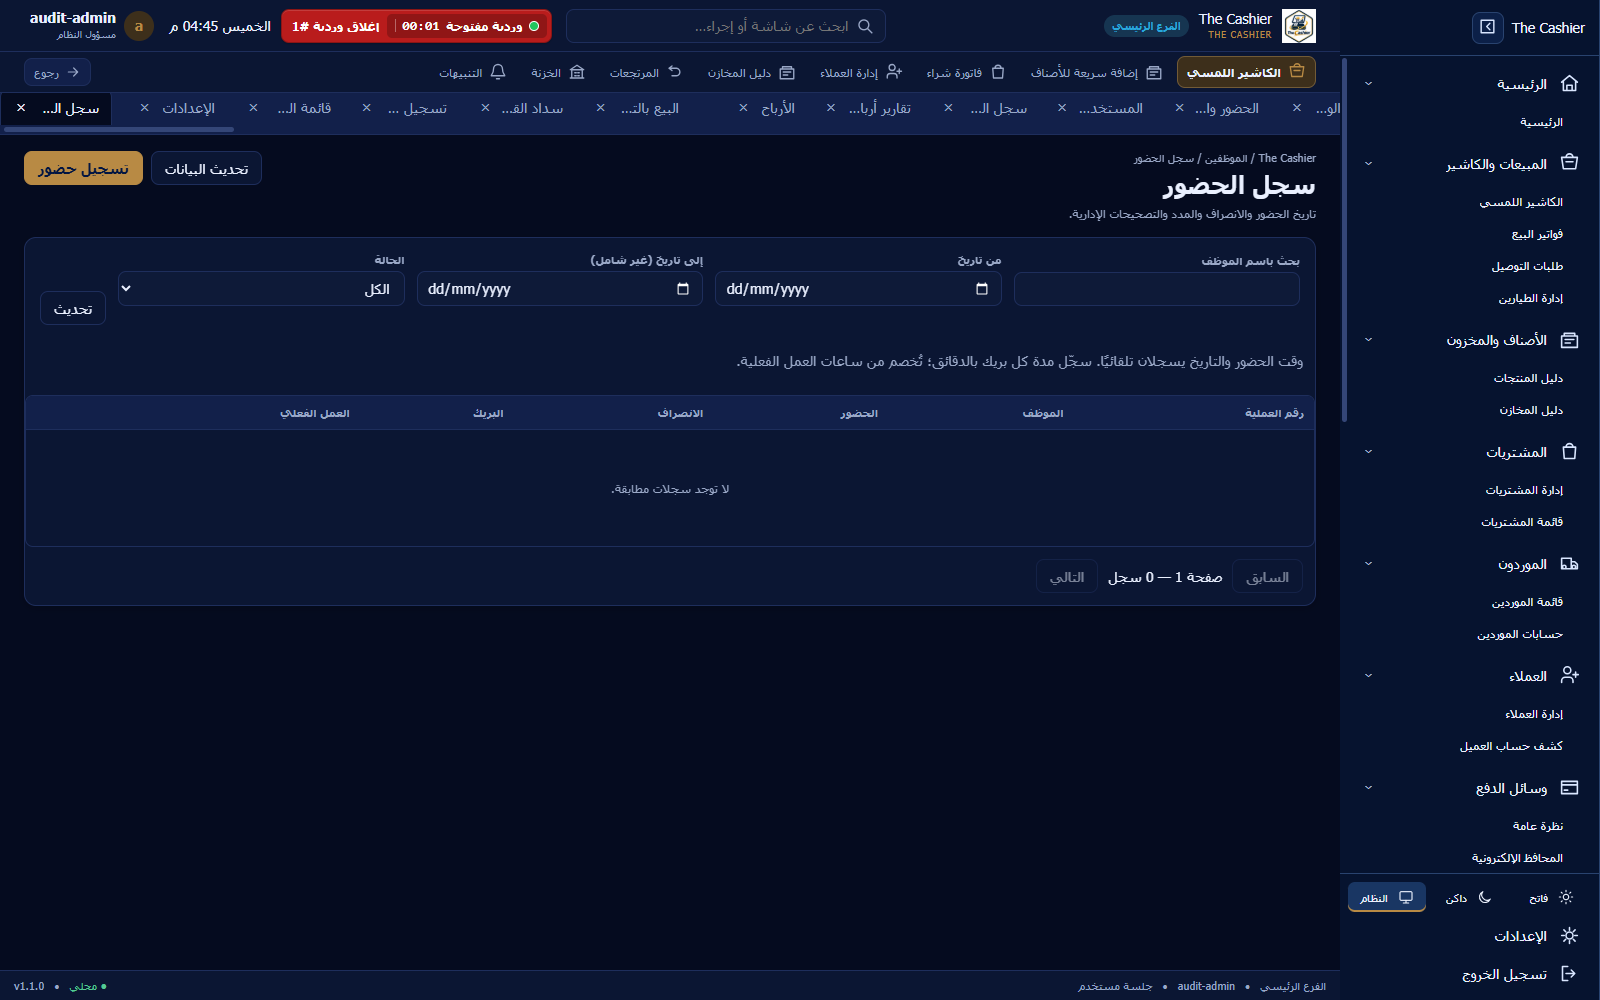 The Cashier
الرئيسية
الرئيسية
المبيعات والكاشير
الكاشير اللمسي
فواتير البيع
طلبات التوصيل
إدارة الطيارين
الأصناف والمخزون
دليل المنتجات
دليل المخازن
المشتريات
إدارة المشتريات
قائمة المشتريات
الموردون
قائمة الموردين
حسابات الموردين
العملاء
إدارة العملاء
كشف حساب العميل
وسائل الدفع
نظرة عامة
المحافظ الإلكترونية
فاتح
داكن
النظام
الإعدادات
تسجيل الخروج
The Cashier
THE CASHIER
الفرع الرئيسي
ابحث عن شاشة أو إجراء...
وردية مفتوحة 00:01 | إغلاق وردية #1
الخميس 04:45 م
a
audit-admin
مسؤول النظام
الكاشير اللمسي
إضافة سريعة للأصناف
فاتورة شراء
إدارة العملاء
دليل المخازن
المرتجعات
الخزنة
التنبيهات
رجوع
الو... ×
الحضور وا... ×
المستخد... ×
سجل ال... ×
تقارير أربا... ×
الأرباح ×
البيع بالت... ×
سداد الق... ×
تسجيل ... ×
قائمة ال... ×
الإعدادات ×
سجل ال... ×
The Cashier / الموظفين / سجل الحضور
سجل الحضور
تاريخ الحضور والانصراف والمدد والتصحيحات الإدارية.
تحديث البيانات
تسجيل حضور
بحث باسم الموظف
من تاريخ
dd/mm/yyyy
إلى تاريخ (غير شامل)
dd/mm/yyyy
الحالة
الكل
تحديث
وقت الحضور والتاريخ يسجلان تلقائيًا. سجّل مدة كل بريك بالدقائق؛ تُخصم من ساعات العمل الفعلية.
رقم العملية
الموظف
الحضور
الانصراف
البريك
العمل الفعلي
لا توجد سجلات مطابقة.
السابق
صفحة 1 — 0 سجل
التالي
الفرع الرئيسي • audit-admin • جلسة مستخدم
محلي • v1.1.0